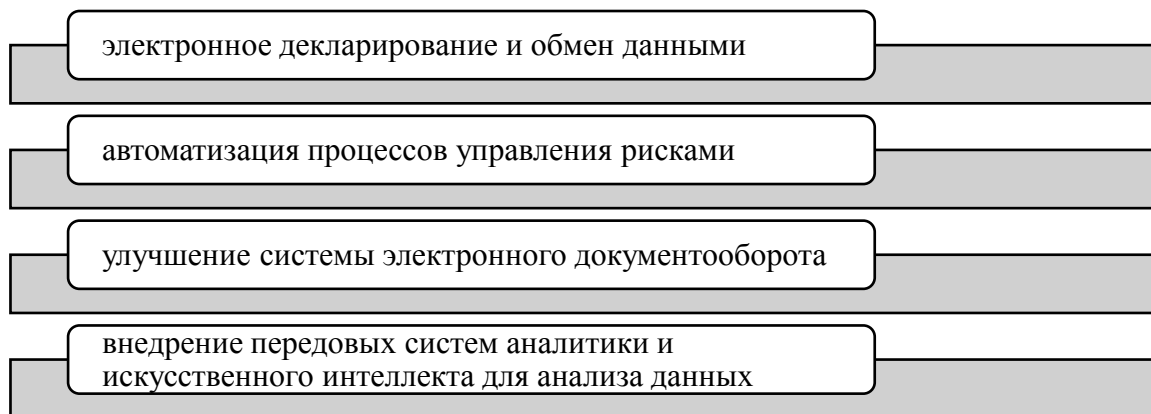 электронное декларирование и обмен данными
автоматизация процессов управления рисками
улучшение системы электронного документооборота
внедрение передовых систем аналитики и
искусственного интеллекта для анализа данных